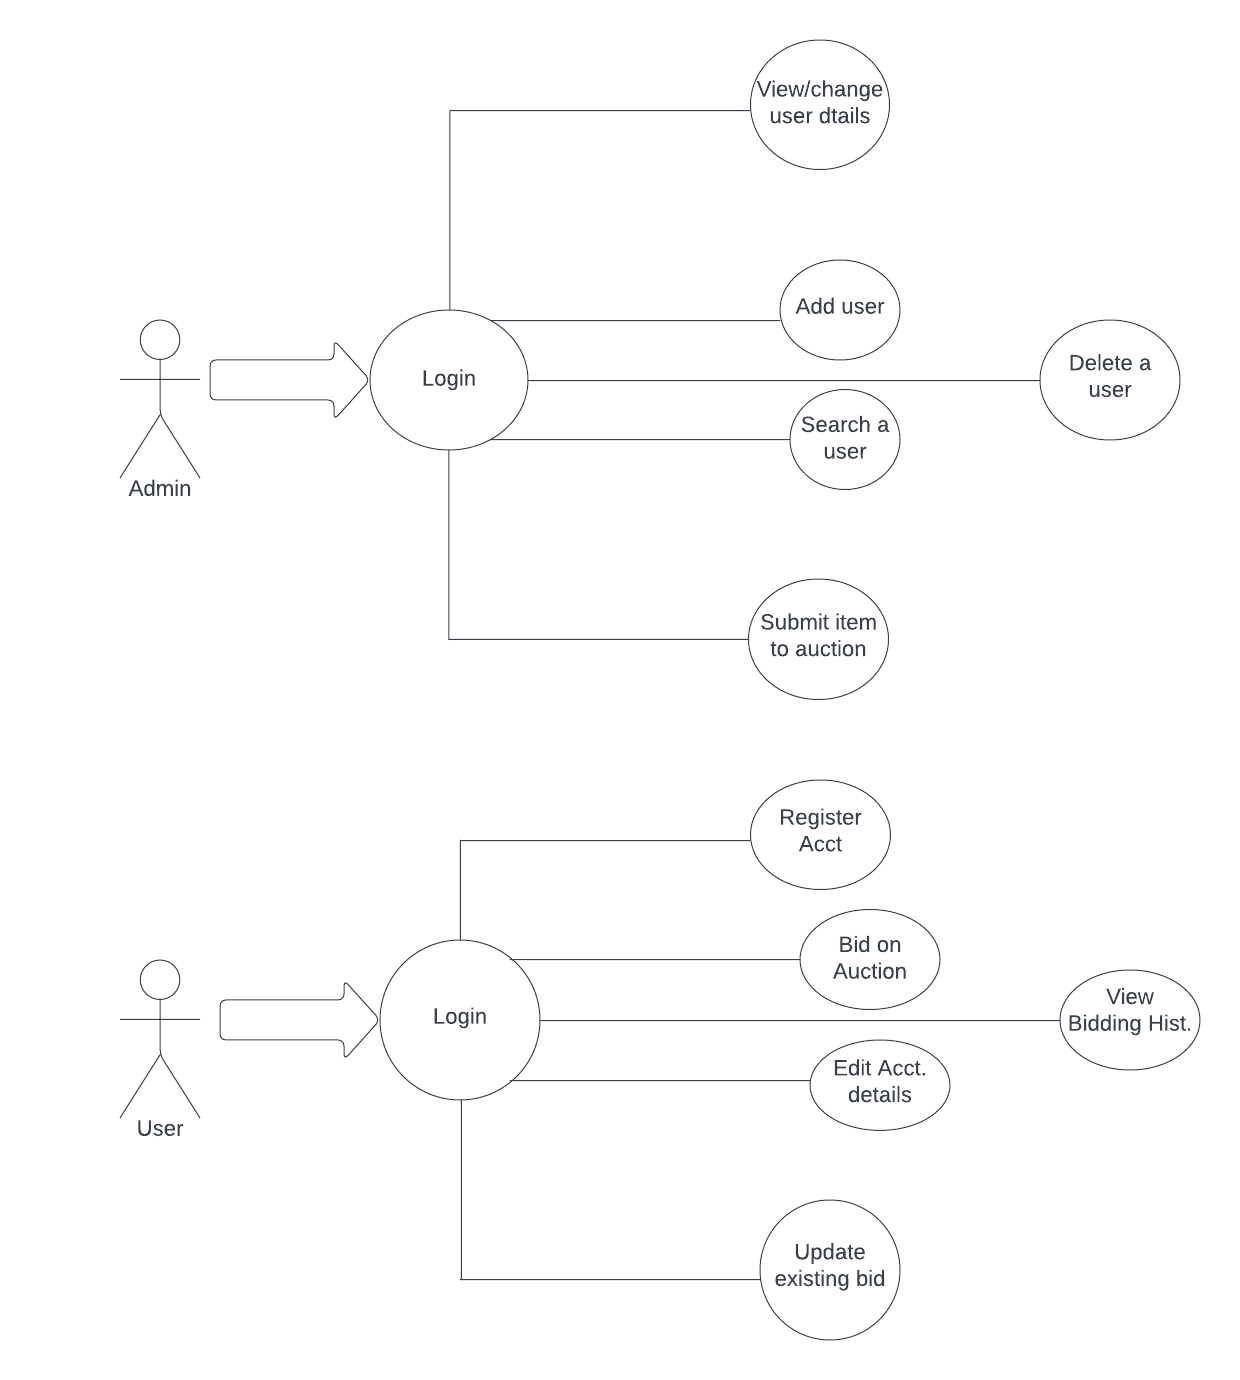 View/change
user dtails
Add user
Login
Delete a
user
Search a
user
Admin
Submit item
to auction
Register
Acct
Bid on
Auction
View
Bidding Hist.
Login
Edit Acct.
details
User
Update
existing bid